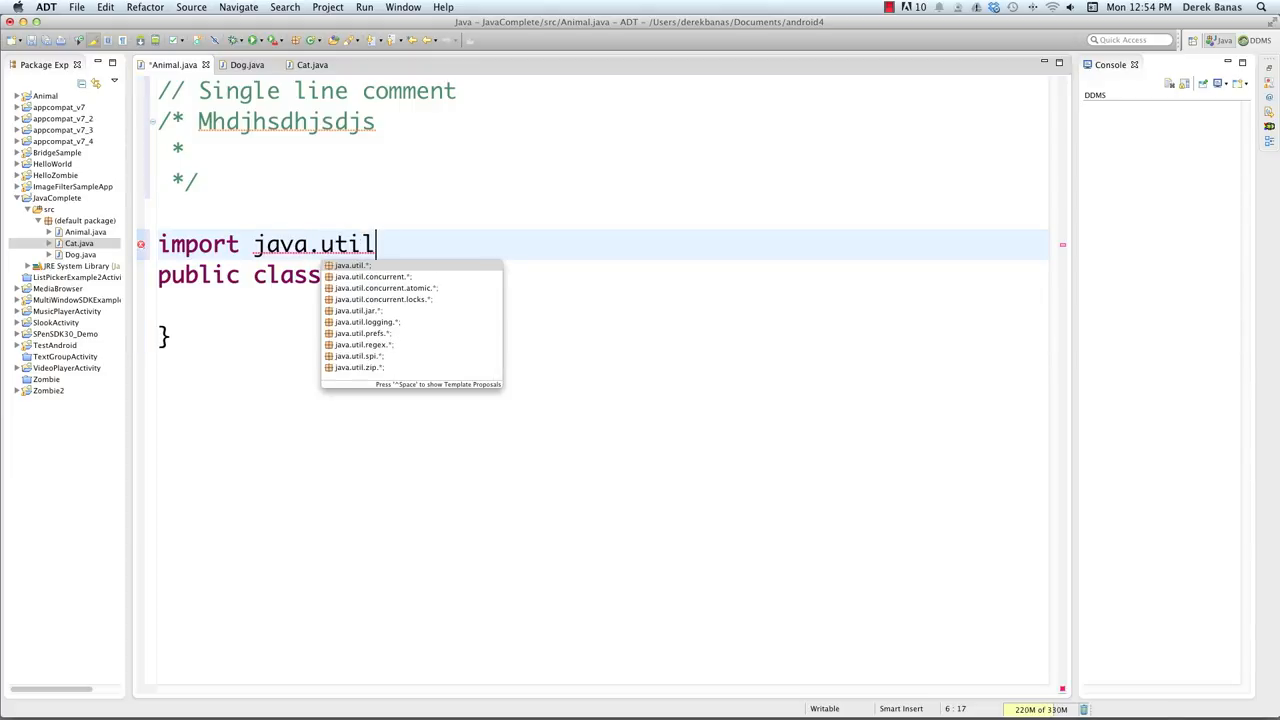 ADT File Edit Refactor Source Navigate Search Project Run Window Help
10 Mon 12:54 PM Derek Banas
Java - JavaComplete/src/Animal.java - ADT - /Users/derekbanas/Documents/android4
Quick Access Java DDMS
Package Exp
*Animal.java Dog.java Cat.java
Console
DDMS
Animal
appcompat_v7
appcompat_v7_2
appcompat_v7_3
appcompat_v7_4
BridgeSample
HelloWorld
HelloZombie
ImageFilterSampleApp
JavaComplete
src
(default package)
Animal.java
Cat.java
Dog.java
JRE System Library [Ja
ListPickerExample2Activi
MediaBrowser
MultiWindowSDKExample
MusicPlayerActivity
SlookActivity
SPenSDK30_Demo
TestAndroid
TextGroupActivity
VideoPlayerActivity
Zombie
Zombie2
// Single line comment
/* Mhdjhsdhjsdjs
*
*/
import java.util
public class
}
java.util.*;
java.util.concurrent.*;
java.util.concurrent.atomic.*;
java.util.concurrent.locks.*;
java.util.jar.*;
java.util.logging.*;
java.util.prefs.*;
java.util.regex.*;
java.util.spi.*;
java.util.zip.*;
Press '^Space' to show Template Proposals
Writable Smart Insert 6 : 17 220M of 330M